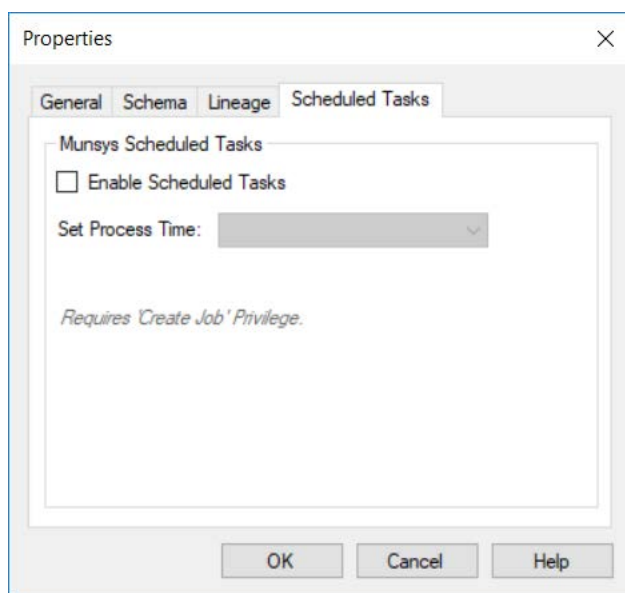 Properties
General Schema Lineage Scheduled Tasks
Munsys Scheduled Tasks
Enable Scheduled Tasks
Set Process Time:
Requires 'Create Job' Privilege.
OK Cancel Help